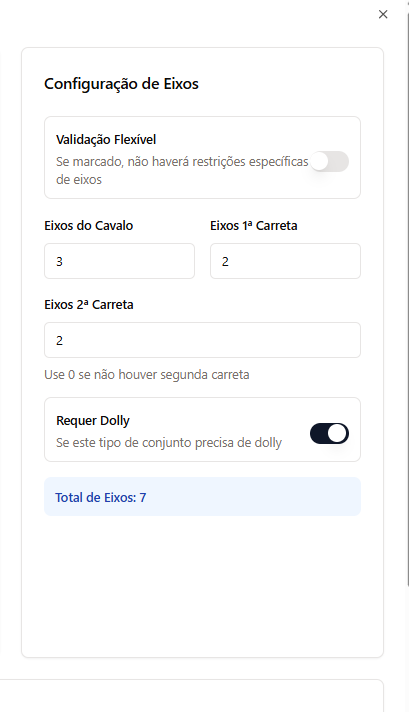 Configuração de Eixos
Validação Flexível
Se marcado, não haverá restrições específicas
de eixos
Eixos do Cavalo
Eixos 1ª Carreta
3
2
Eixos 2ª Carreta
2
Use 0 se não houver segunda carreta
Requer Dolly
Se este tipo de conjunto precisa de dolly
Total de Eixos: 7